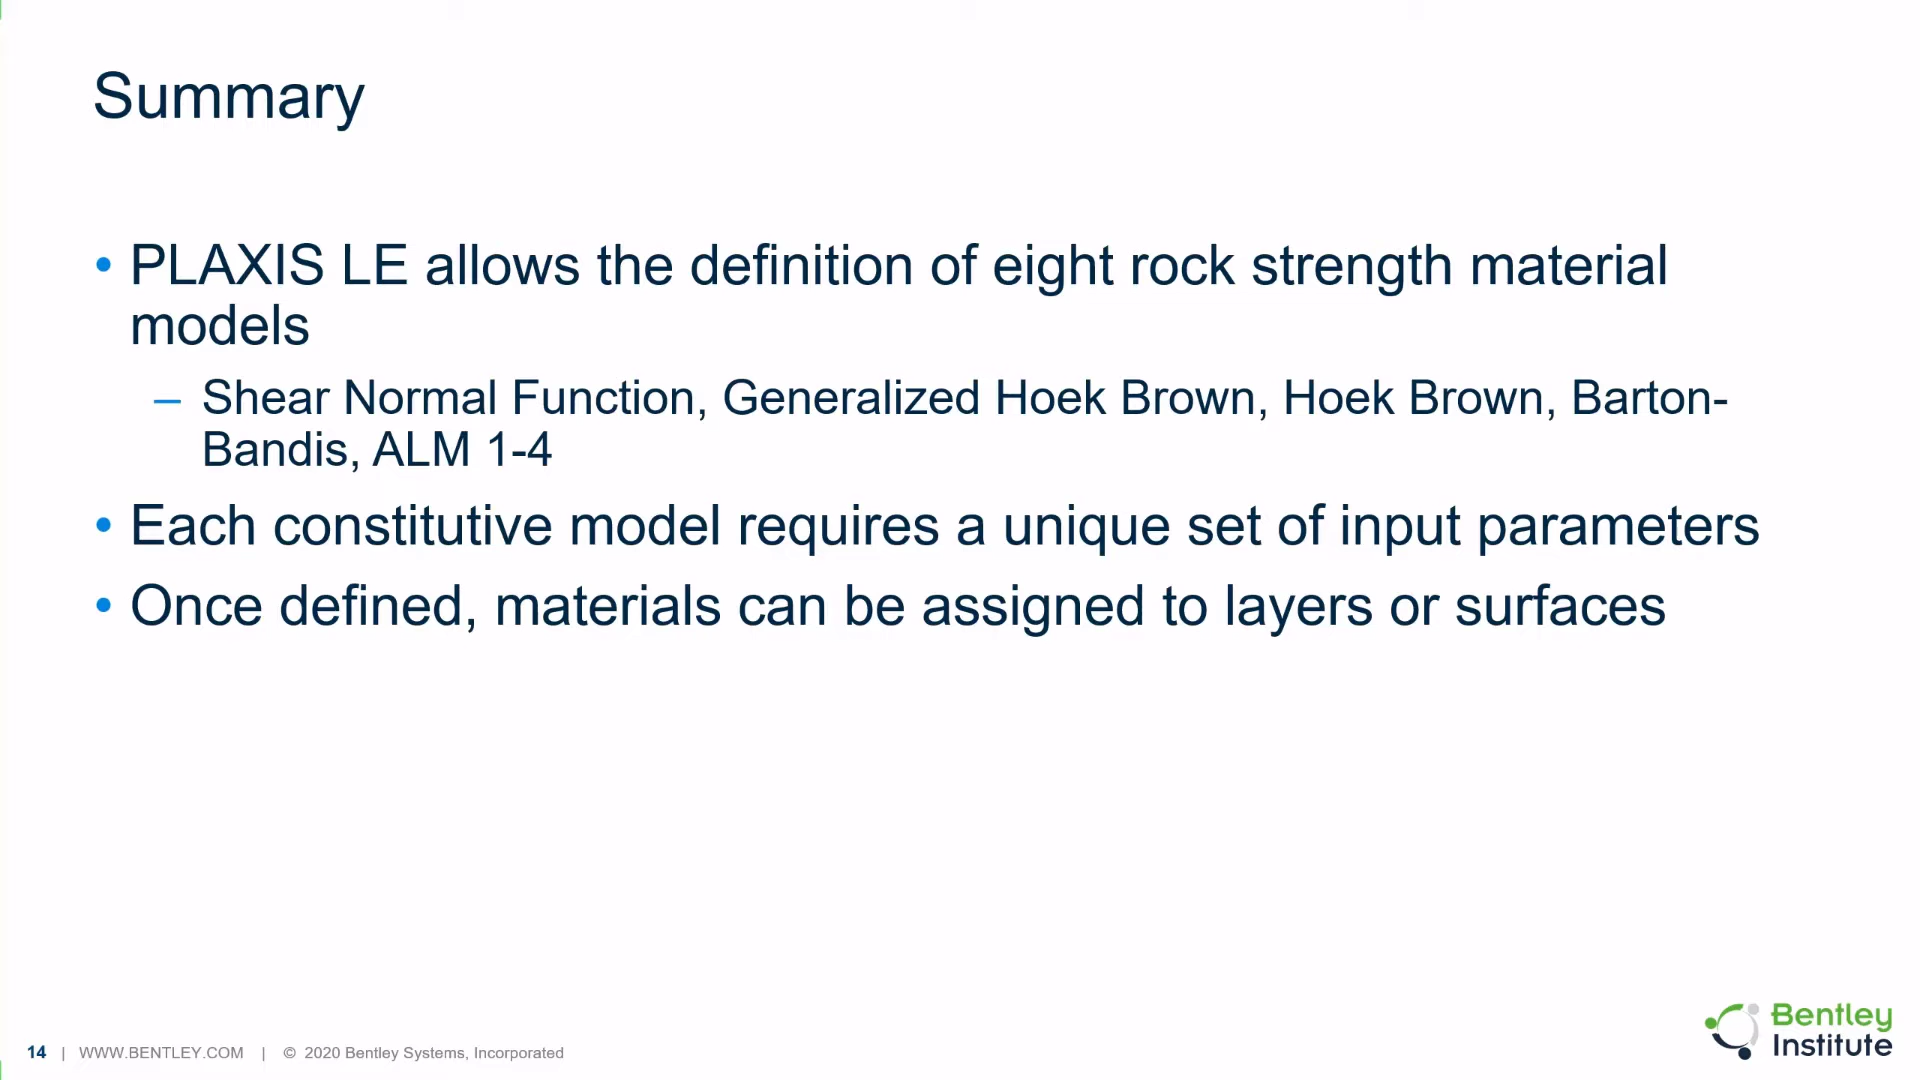 Summary
• PLAXIS LE allows the definition of eight rock strength material
models
– Shear Normal Function, Generalized Hoek Brown, Hoek Brown, Barton-
Bandis, ALM 1-4
• Each constitutive model requires a unique set of input parameters
• Once defined, materials can be assigned to layers or surfaces
14 | WWW.BENTLEY.COM | © 2020 Bentley Systems, Incorporated
Bentley
Institute